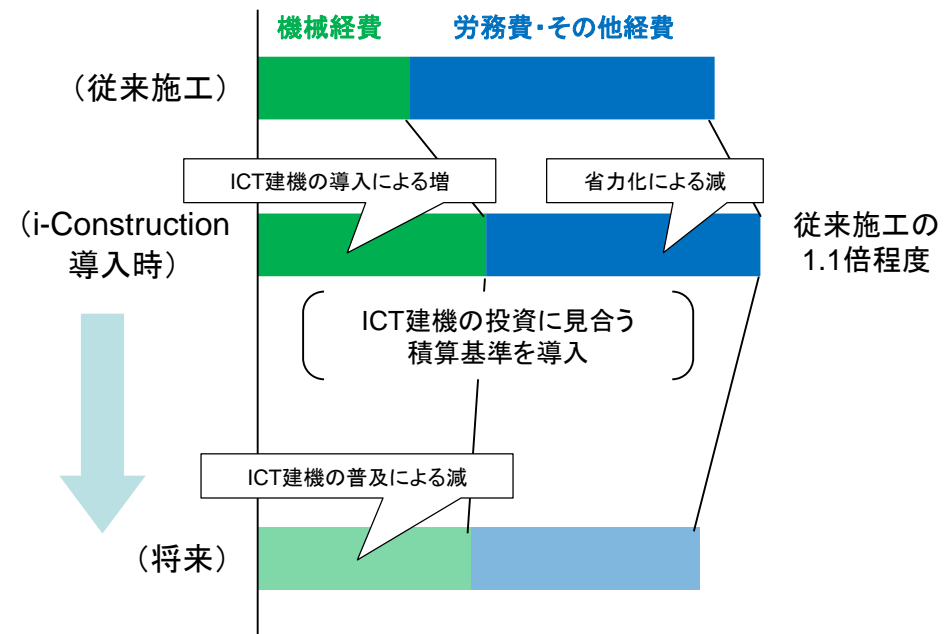 機械経費
労務費・その他経費
（従来施工）
ICT建機の導入による増
省力化による減
（i-Construction
導入時）
従来施工の
1.1倍程度
ICT建機の投資に見合う
積算基準を導入
ICT建機の普及による減
（将来）